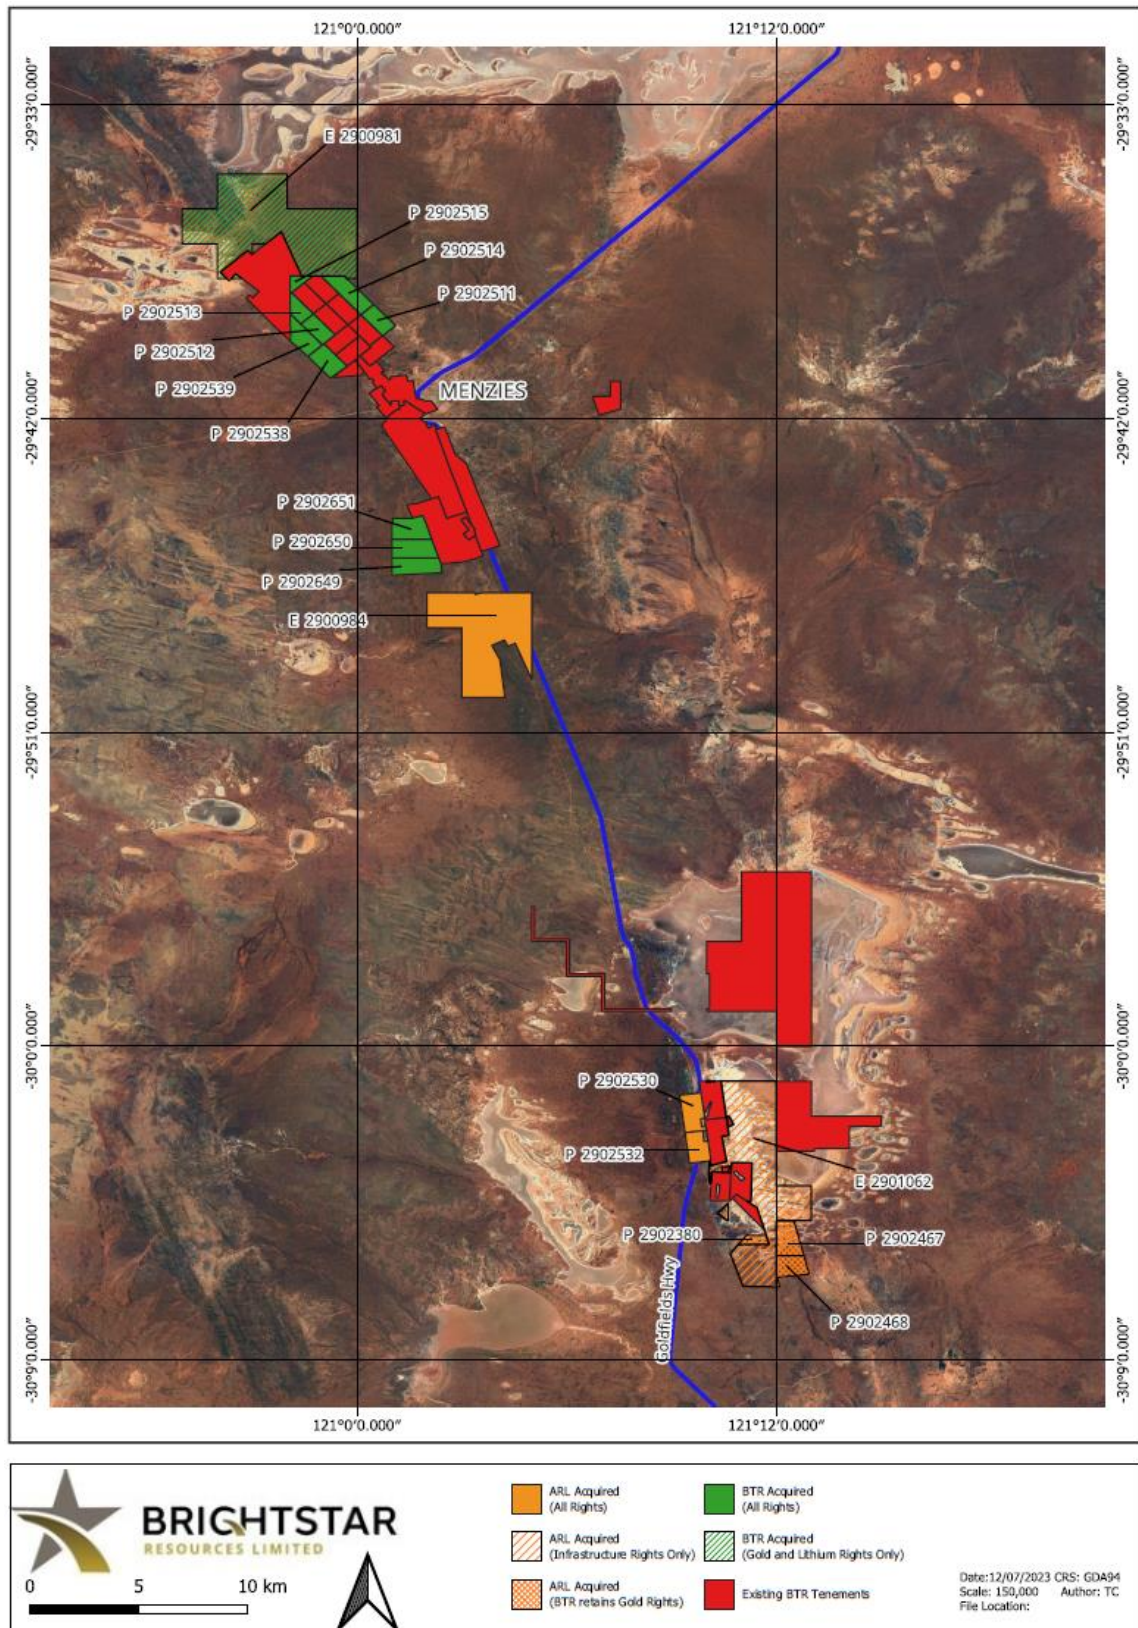 121°0'0.000"
121°12'0.000"
-29°33'0.000"
-29°33'0.000"
E 2900981
P 2902515
P 2902514
P 2902511
P 2902513
P 2902512
P 2902539
MENZIES
P 2902538
-29°42'0.000"
-29°42'0.000"
P 2902651
P 2902650
P 2902649
E 2900984
-29°51'0.000"
-29°51'0.000"
-30°0'0.000"
-30°0'0.000"
P 2902530
P 2902532
E 2901062
P 2902380
P 2902467
P 2902468
Goldfields Hwy
-30°9'0.000"
-30°9'0.000"
121°0'0.000"
121°12'0.000"
BRIGHTSTAR
RESOURCES LIMITED
0 5 10 km
ARL Acquired
(All Rights)
ARL Acquired
(Infrastructure Rights Only)
ARL Acquired
(BTR retains Gold Rights)
BTR Acquired
(All Rights)
BTR Acquired
(Gold and Lithium Rights Only)
Existing BTR Tenements
Date:12/07/2023 CRS: GDA94
Scale: 150,000 Author: TC
File Location: